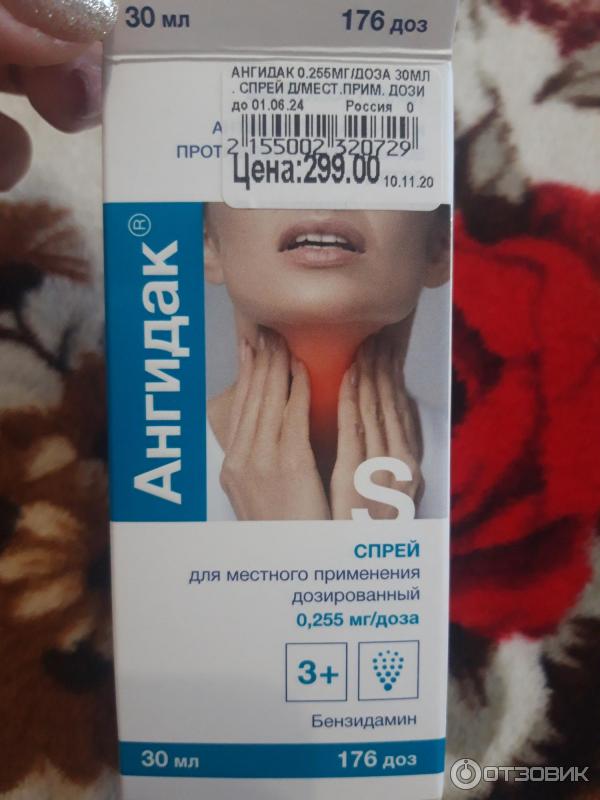 30 мл 176 доз
АНГИДАК 0.255МГ/ДОЗА 30МЛ
. СПРЕЙ Д/МЕСТ.ПРИМ. ДОЗИ
до 01.06.24 Россия 0
2 155002 320729
Цена:299.00 10.11.20
Ангидак®
S
СПРЕЙ
для местного применения
дозированный
0,255 мг/доза
3+
Бензидамин
30 мл 176 доз
ОТЗОВИК